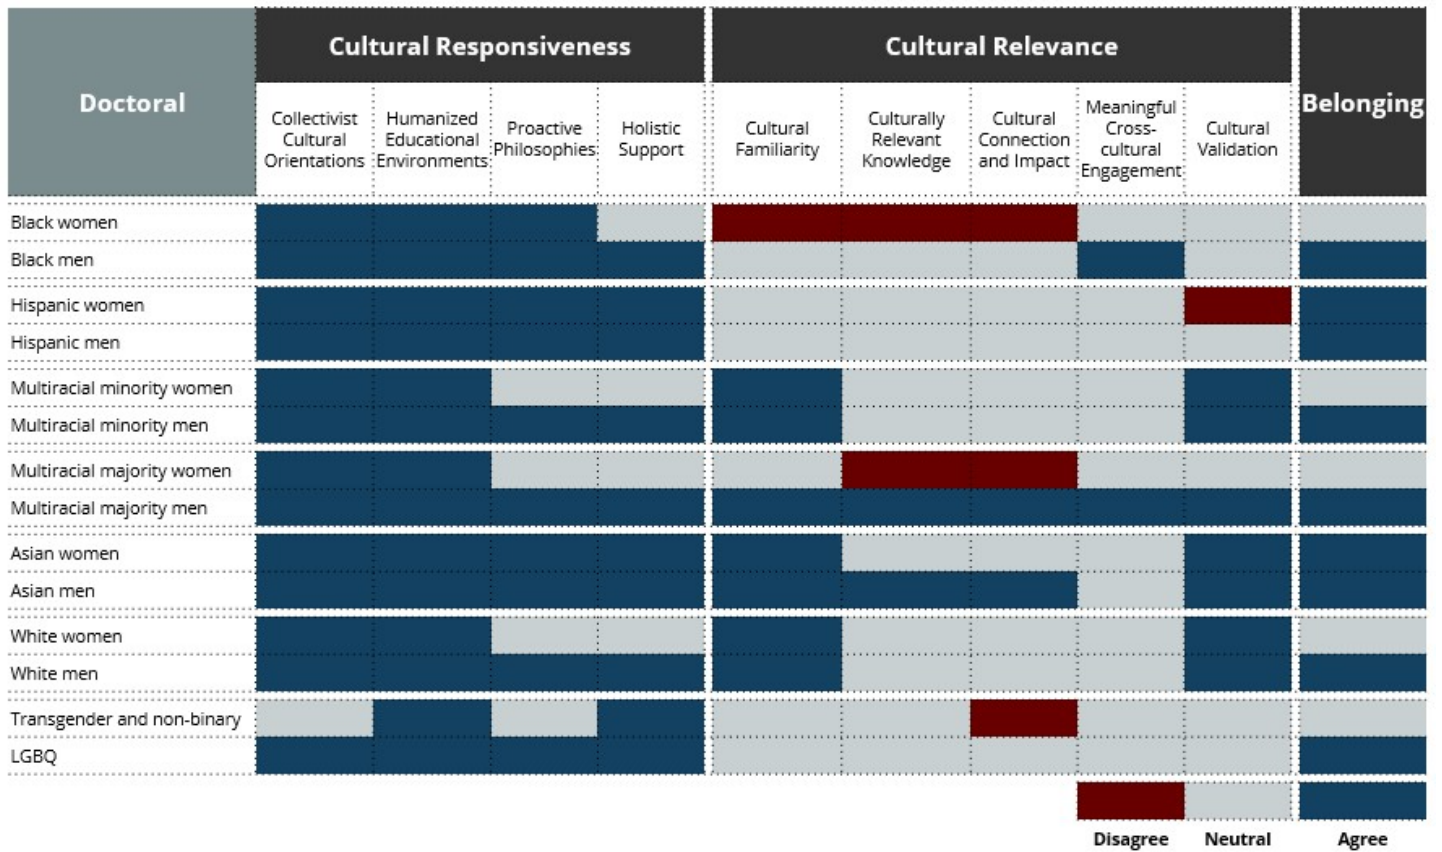 Doctoral
Cultural Responsiveness
Cultural Relevance
Belonging
Collectivist
Cultural
Orientations
Humanized
Educational
Environments
Proactive
Philosophies
Holistic
Support
Cultural
Familiarity
Culturally
Relevant
Knowledge
Cultural
Connection
and Impact
Meaningful
Cross-
cultural
Engagement
Cultural
Validation
Black women
Black men
Hispanic women
Hispanic men
Multiracial minority women
Multiracial minority men
Multiracial majority women
Multiracial majority men
Asian women
Asian men
White women
White men
Transgender and non-binary
LGBQ
Disagree
Neutral
Agree